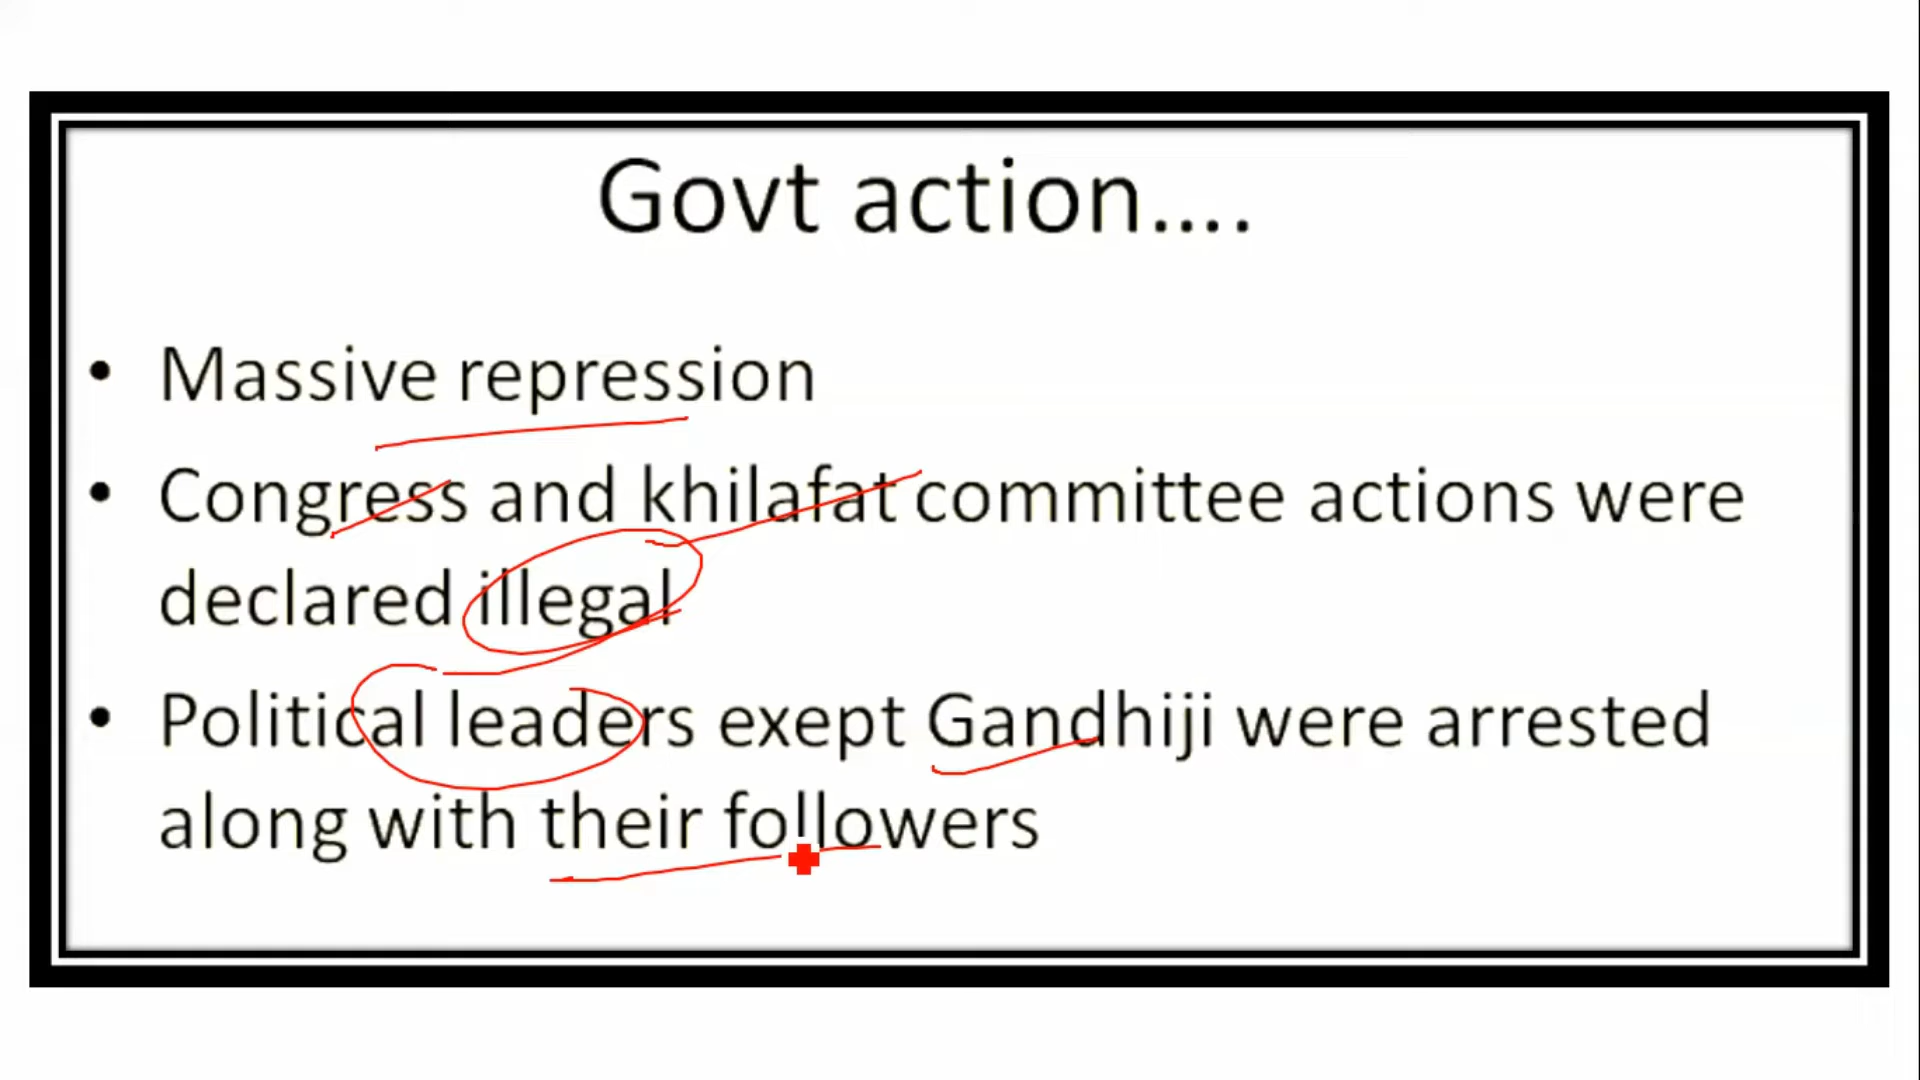 Govt action....
• Massive repression
• Congress and khilafat committee actions were
declared illegal
• Political leaders exept Gandhiji were arrested
along with their followers